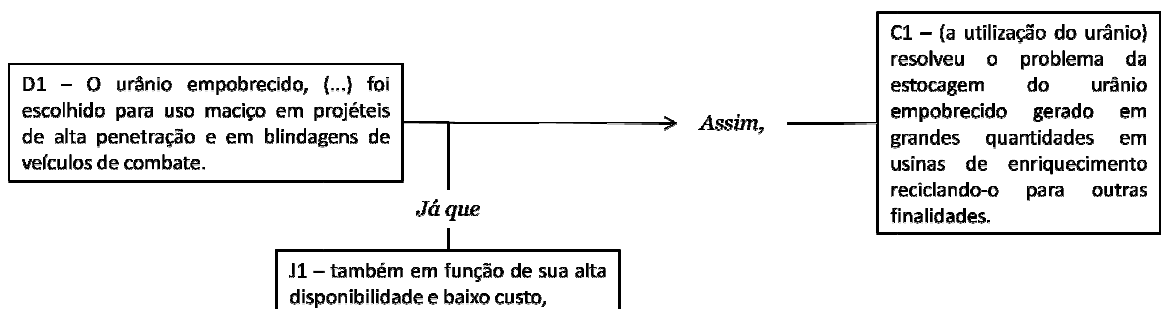 D1 – O urânio empobrecido, (...) foi
escolhido para uso maciço em projéteis
de alta penetração e em blindagens de
veículos de combate.
Já que
J1 – também em função de sua alta
disponibilidade e baixo custo,
Assim,
C1 – (a utilização do urânio)
resolveu o problema da
estocagem do urânio
empobrecido gerado em
grandes quantidades em
usinas de enriquecimento
reciclando-o para outras
finalidades.